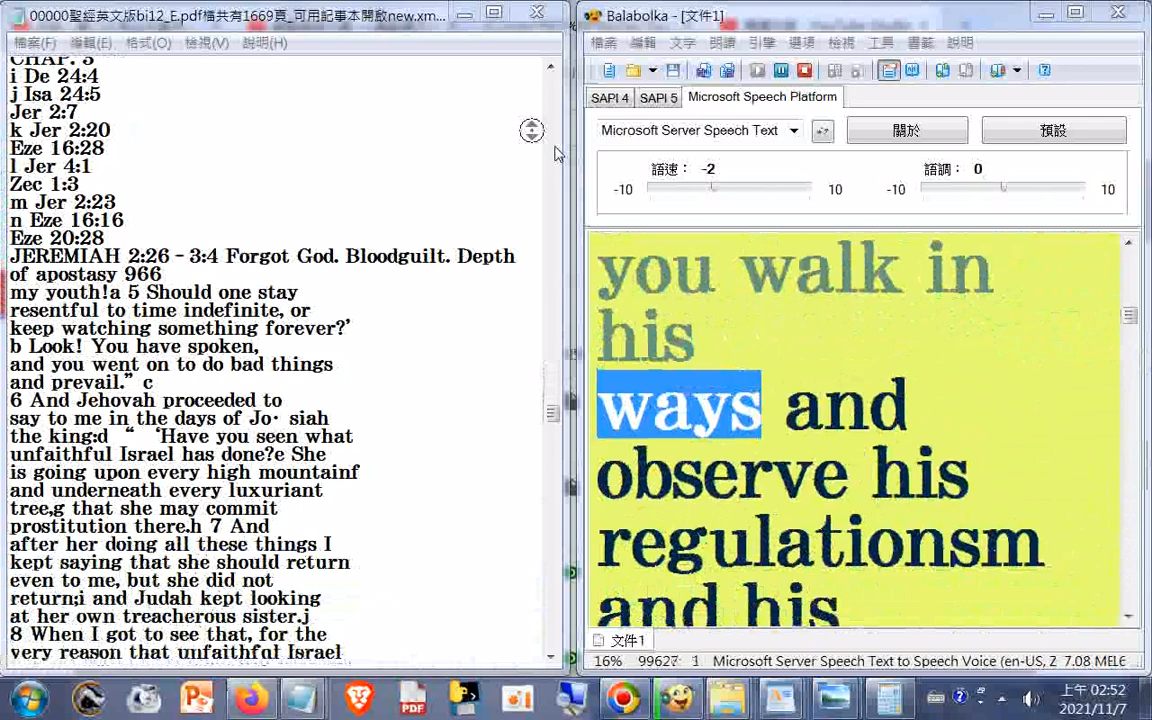 00000聖經英文版bi12_E.pdf檔共有1669頁_可用記事本開啟new.xm...
檔案(F) 編輯(E) 格式(O) 檢視(V) 說明(H)
CHAP. 3
i De 24:4
j Isa 24:5
Jer 2:7
k Jer 2:20
Eze 16:28
l Jer 4:1
Zec 1:3
m Jer 2:23
n Eze 16:16
Eze 20:28
JEREMIAH 2:26 – 3:4 Forgot God. Bloodguilt. Depth
of apostasy 966
my youth!a 5 Should one stay
resentful to time indefinite, or
keep watching something forever?’
b Look! You have spoken,
and you went on to do bad things
and prevail.” c
6 And Jehovah proceeded to
say to me in the days of Jo· siah
the king:d “ ‘Have you seen what
unfaithful Israel has done?e She
is going upon every high mountainf
and underneath every luxuriant
tree,g that she may commit
prostitution there.h 7 And
after her doing all these things I
kept saying that she should return
even to me, but she did not
return;i and Judah kept looking
at her own treacherous sister.j
8 When I got to see that, for the
very reason that unfaithful Israel
Balabolka - [文件1]
檔案 編輯 文字 朗讀 引擎 選項 檢視 工具 書籤 說明
SAPI 4 SAPI 5 Microsoft Speech Platform
Microsoft Server Speech Text 關於 預設
語速： -2 語調： 0
-10 10 -10 10
you walk in
his
ways and
observe his
regulationsm
and his
文件1
16% 99627: 1 Microsoft Server Speech Text to Speech Voice (en-US, Z 7.08 MEL6
上午 02:52
2021/11/7